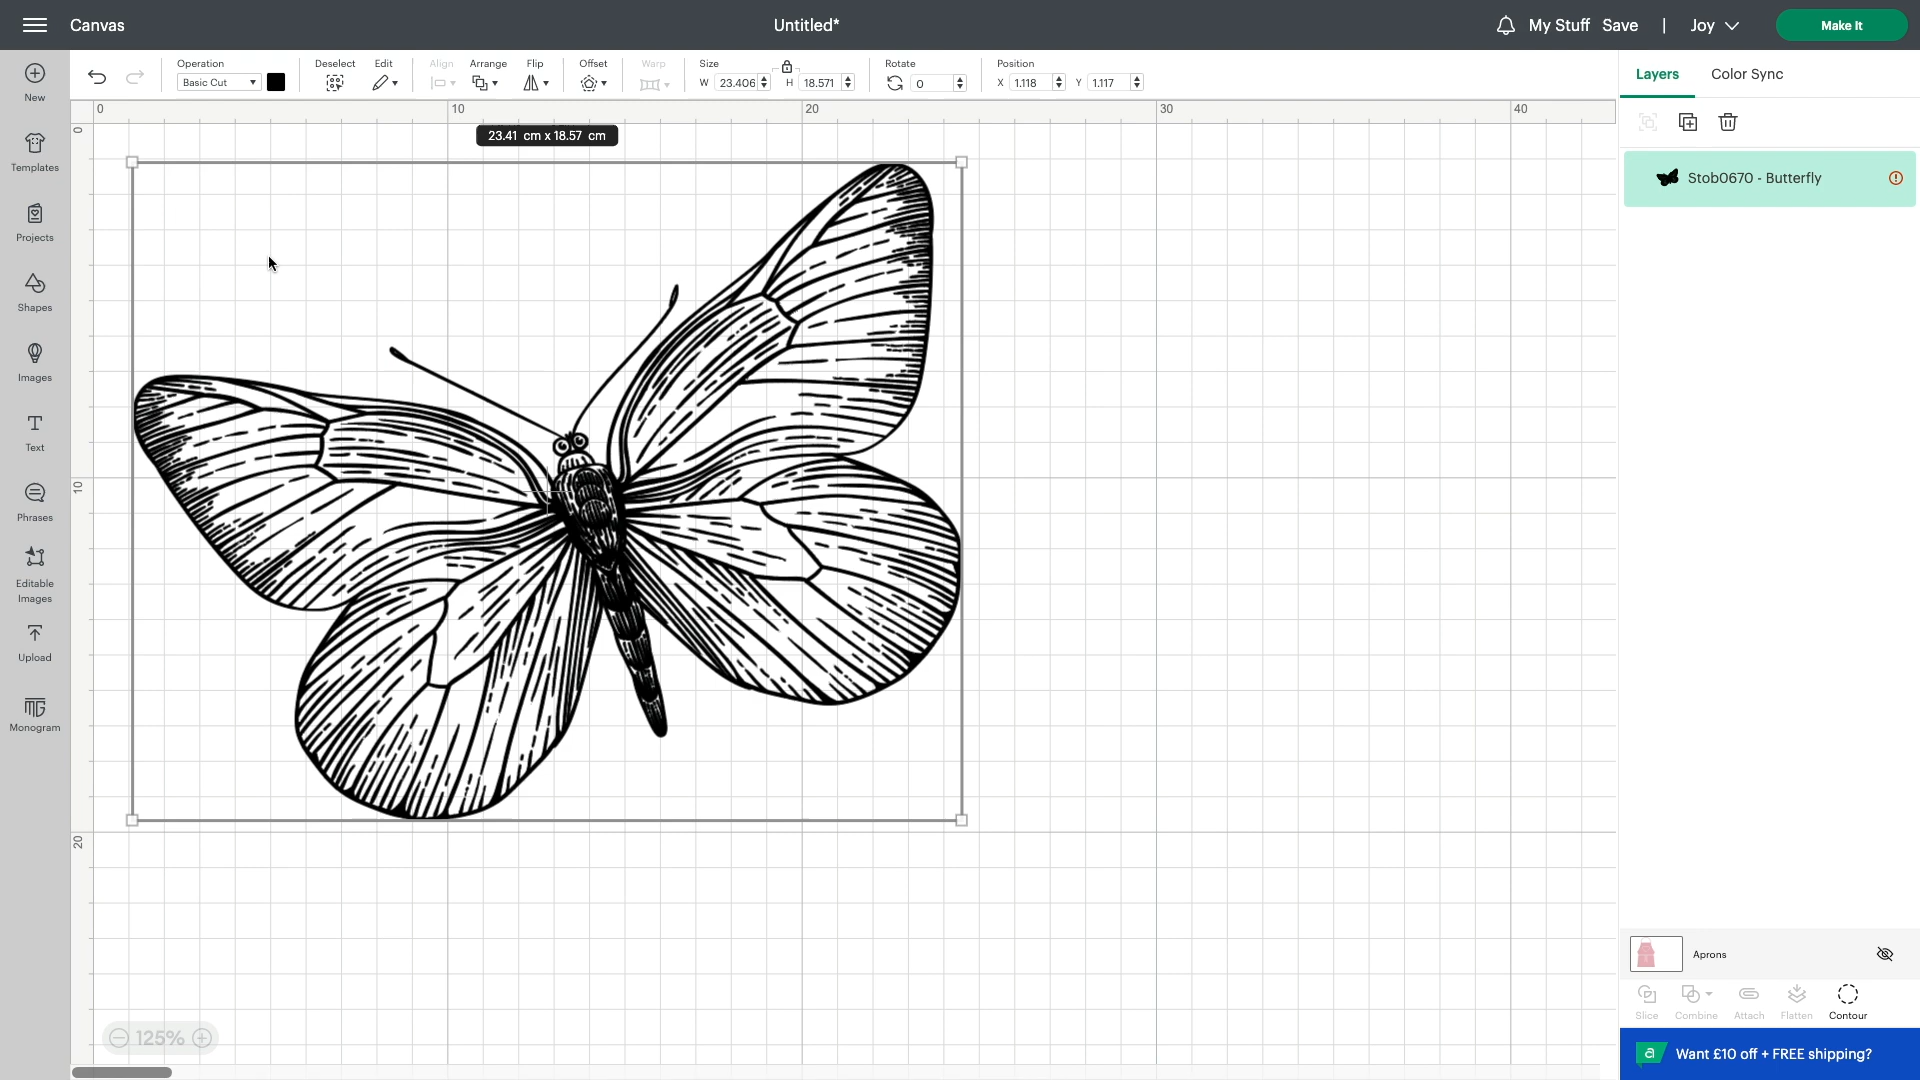 Canvas
Untitled*
My Stuff Save | Joy
Make It
Operation
Basic Cut
Deselect
Edit
Align
Arrange
Flip
Offset
Warp
Size
W 23.406
H 18.571
Rotate
0
Position
X 1.118
Y 1.117
Layers
Color Sync
New
Templates
Projects
Shapes
Images
Text
Phrases
Editable
Images
Upload
Monogram
0 10 20 30 40
0
10
20
23.41 cm x 18.57 cm
Stob0670 - Butterfly
125%
Aprons
Slice Combine Attach Flatten Contour
a Want £10 off + FREE shipping?